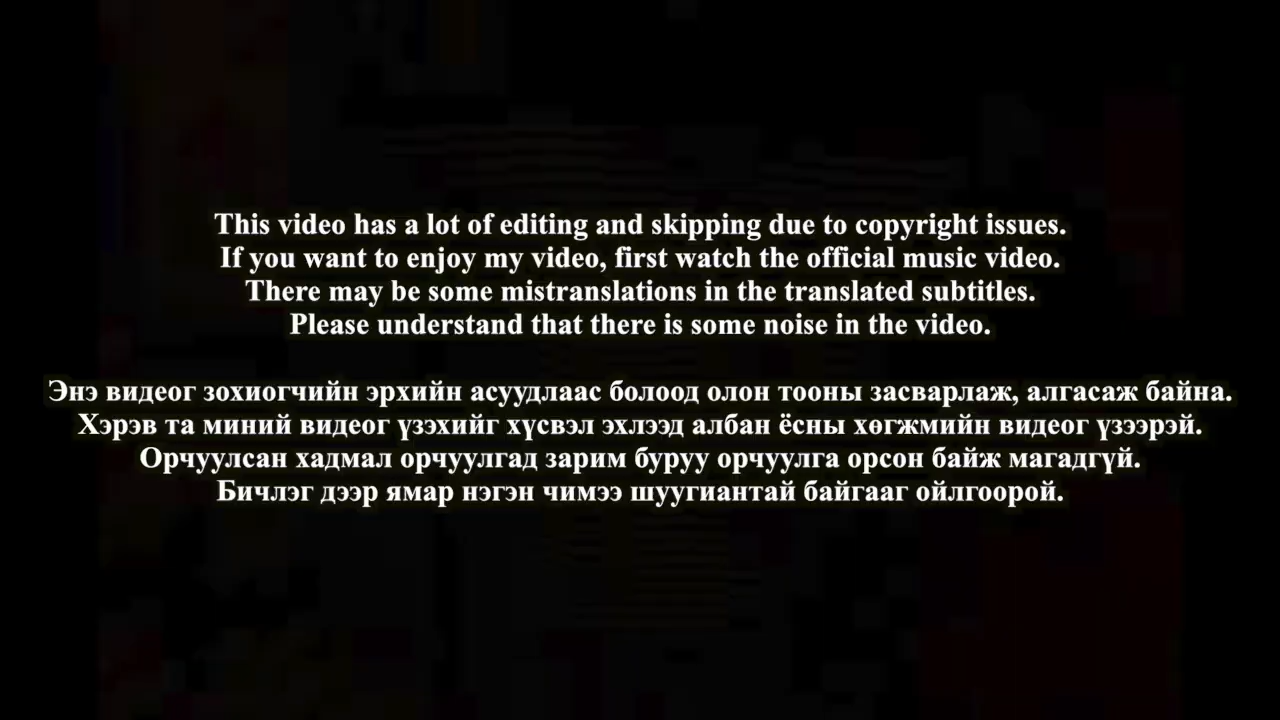 This video has a lot of editing and skipping due to copyright issues.
If you want to enjoy my video, first watch the official music video.
There may be some mistranslations in the translated subtitles.
Please understand that there is some noise in the video.
Энэ видеог зохиогчийн эрхийн асуудлаас болоод олон тооны засварлаж, алгасаж байна.
Хэрэв та миний видеог үзэхийг хүсвэл эхлээд албан ёсны хөгжмийн видеог үзээрэй.
Орчуулсан хадмал орчуулгад зарим буруу орчуулга орсон байж магадгүй.
Бичлэг дээр ямар нэгэн чимээ шуугиантай байгааг ойлгоорой.